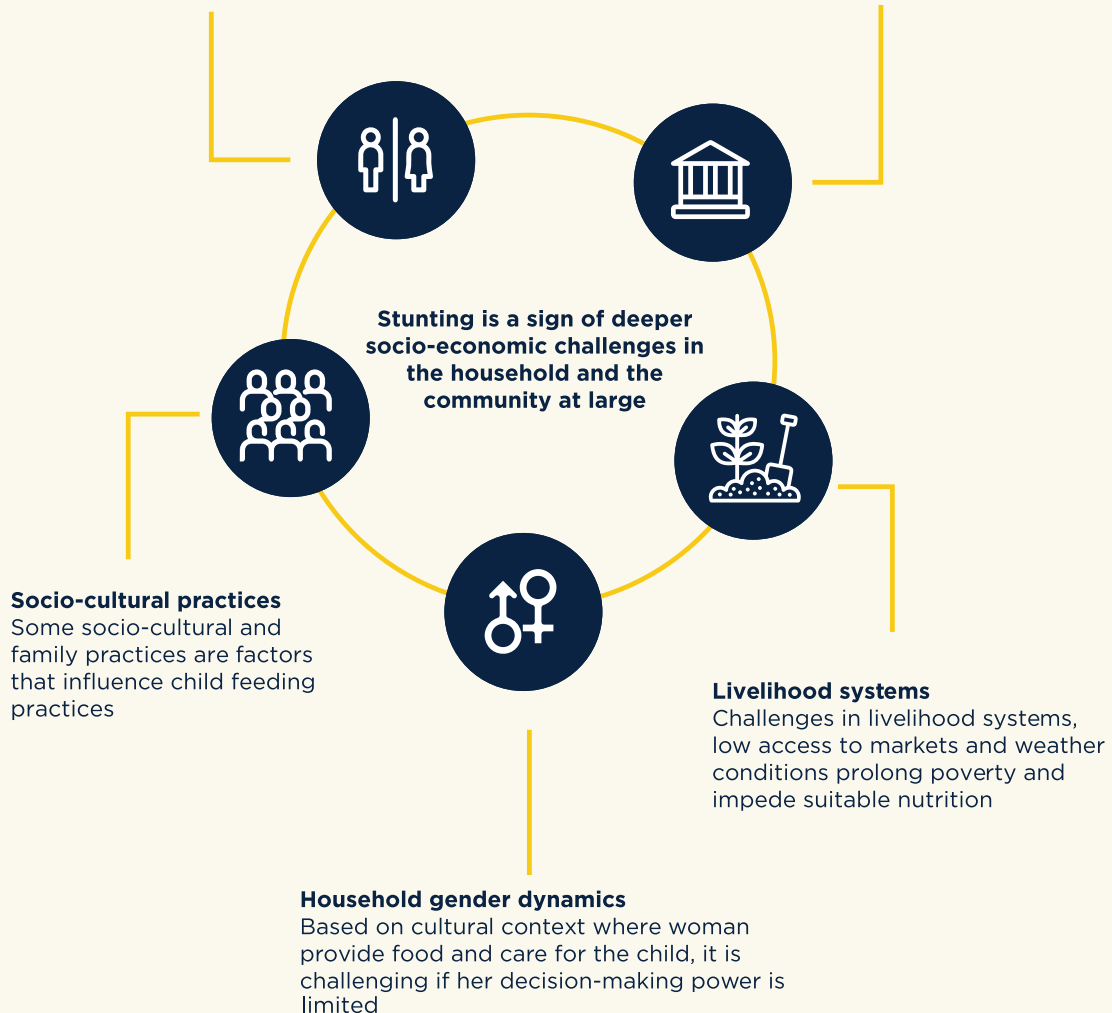 Stunting is a sign of deeper
socio-economic challenges in
the household and the
community at large
Socio-cultural practices
Some socio-cultural and
family practices are factors
that influence child feeding
practices
Livelihood systems
Challenges in livelihood systems,
low access to markets and weather
conditions prolong poverty and
impede suitable nutrition
Household gender dynamics
Based on cultural context where woman
provide food and care for the child, it is
challenging if her decision-making power is
limited